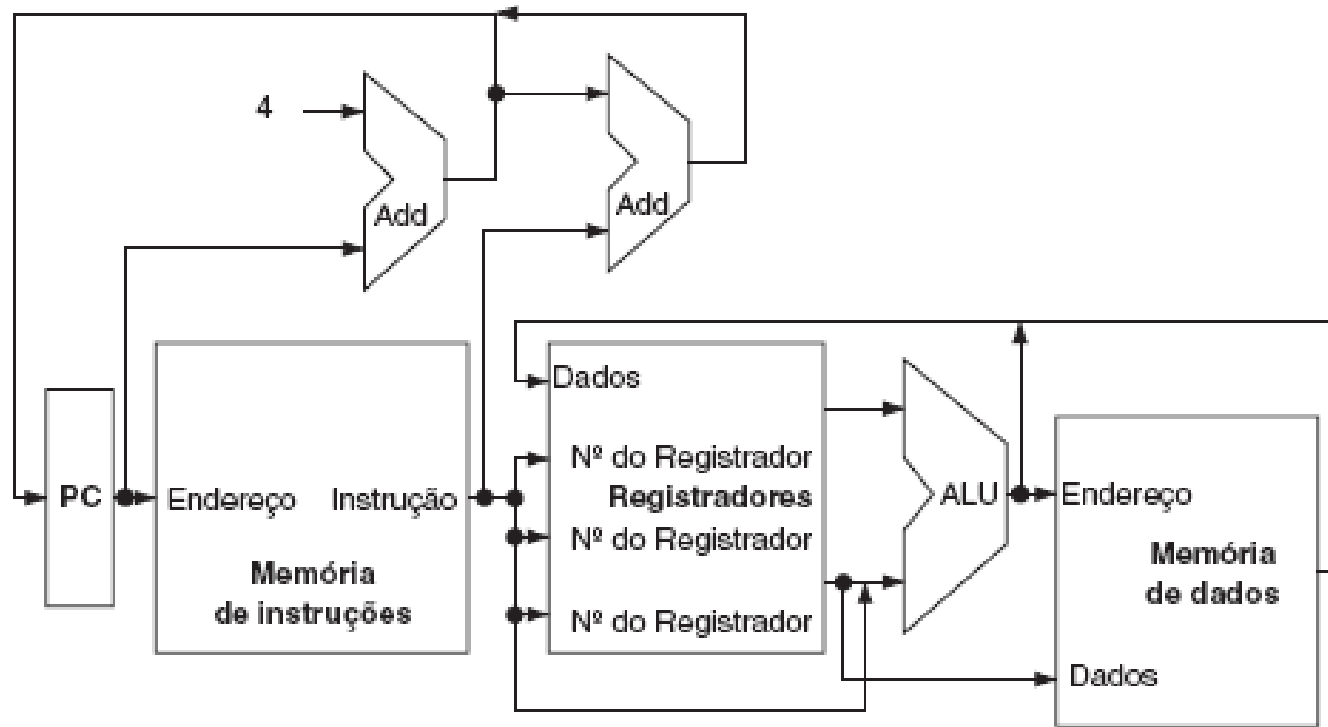 4
Add
Add
Dados
Nº do Registrador
PC
Endereço
Instrução
Registradores
ALU
Endereço
Nº do Registrador
Memória
de instruções
Memória
de dados
Nº do Registrador
Dados